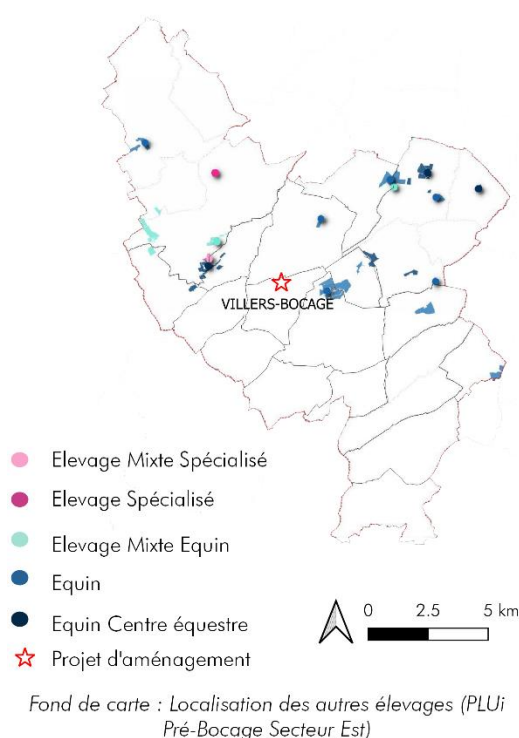 VILLERS-BOCAGE
Elevage Mixte Spécialisé
Elevage Spécialisé
Elevage Mixte Equin
Equin
Equin Centre équestre
Projet d'aménagement
0 2.5 5 km
Fond de carte : Localisation des autres élevages (PLUi
Pré-Bocage Secteur Est)